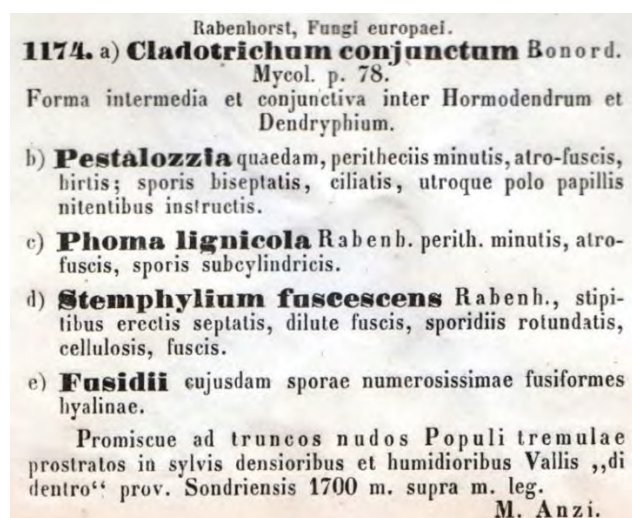 Rabenhorst, Fungi europaei.
1174. a) Cladotrichum conjunctum Bonord.
Mycol. p. 78.
Forma intermedia et conjunctiva inter Hormodendrum et
Dendryphium.
b) Pestalozzia quaedam, peritheciis minutis, atro-fuscis,
hirtis; sporis biseptatis, ciliatis, utroque polo papillis
nitentibus instructis.
c) Phoma lignicola Rabenh. perith. minutis, atro-
fuscis, sporis subcylindricis.
d) Stemphylium fuscescens Rabenh., stipi-
tibus erectis septatis, dilute fuscis, sporidiis rotundatis,
cellulosis, fuscis.
e) Fusidii cujusdam sporae numerosissimae fusiformes
hyalinae.
Promiscue ad truncos nudos Populi tremulae
prostratos in sylvis densioribus et humidioribus Vallis „di
dentro“ prov. Sondriensis 1700 m. supra m. leg.
M. Anzi.